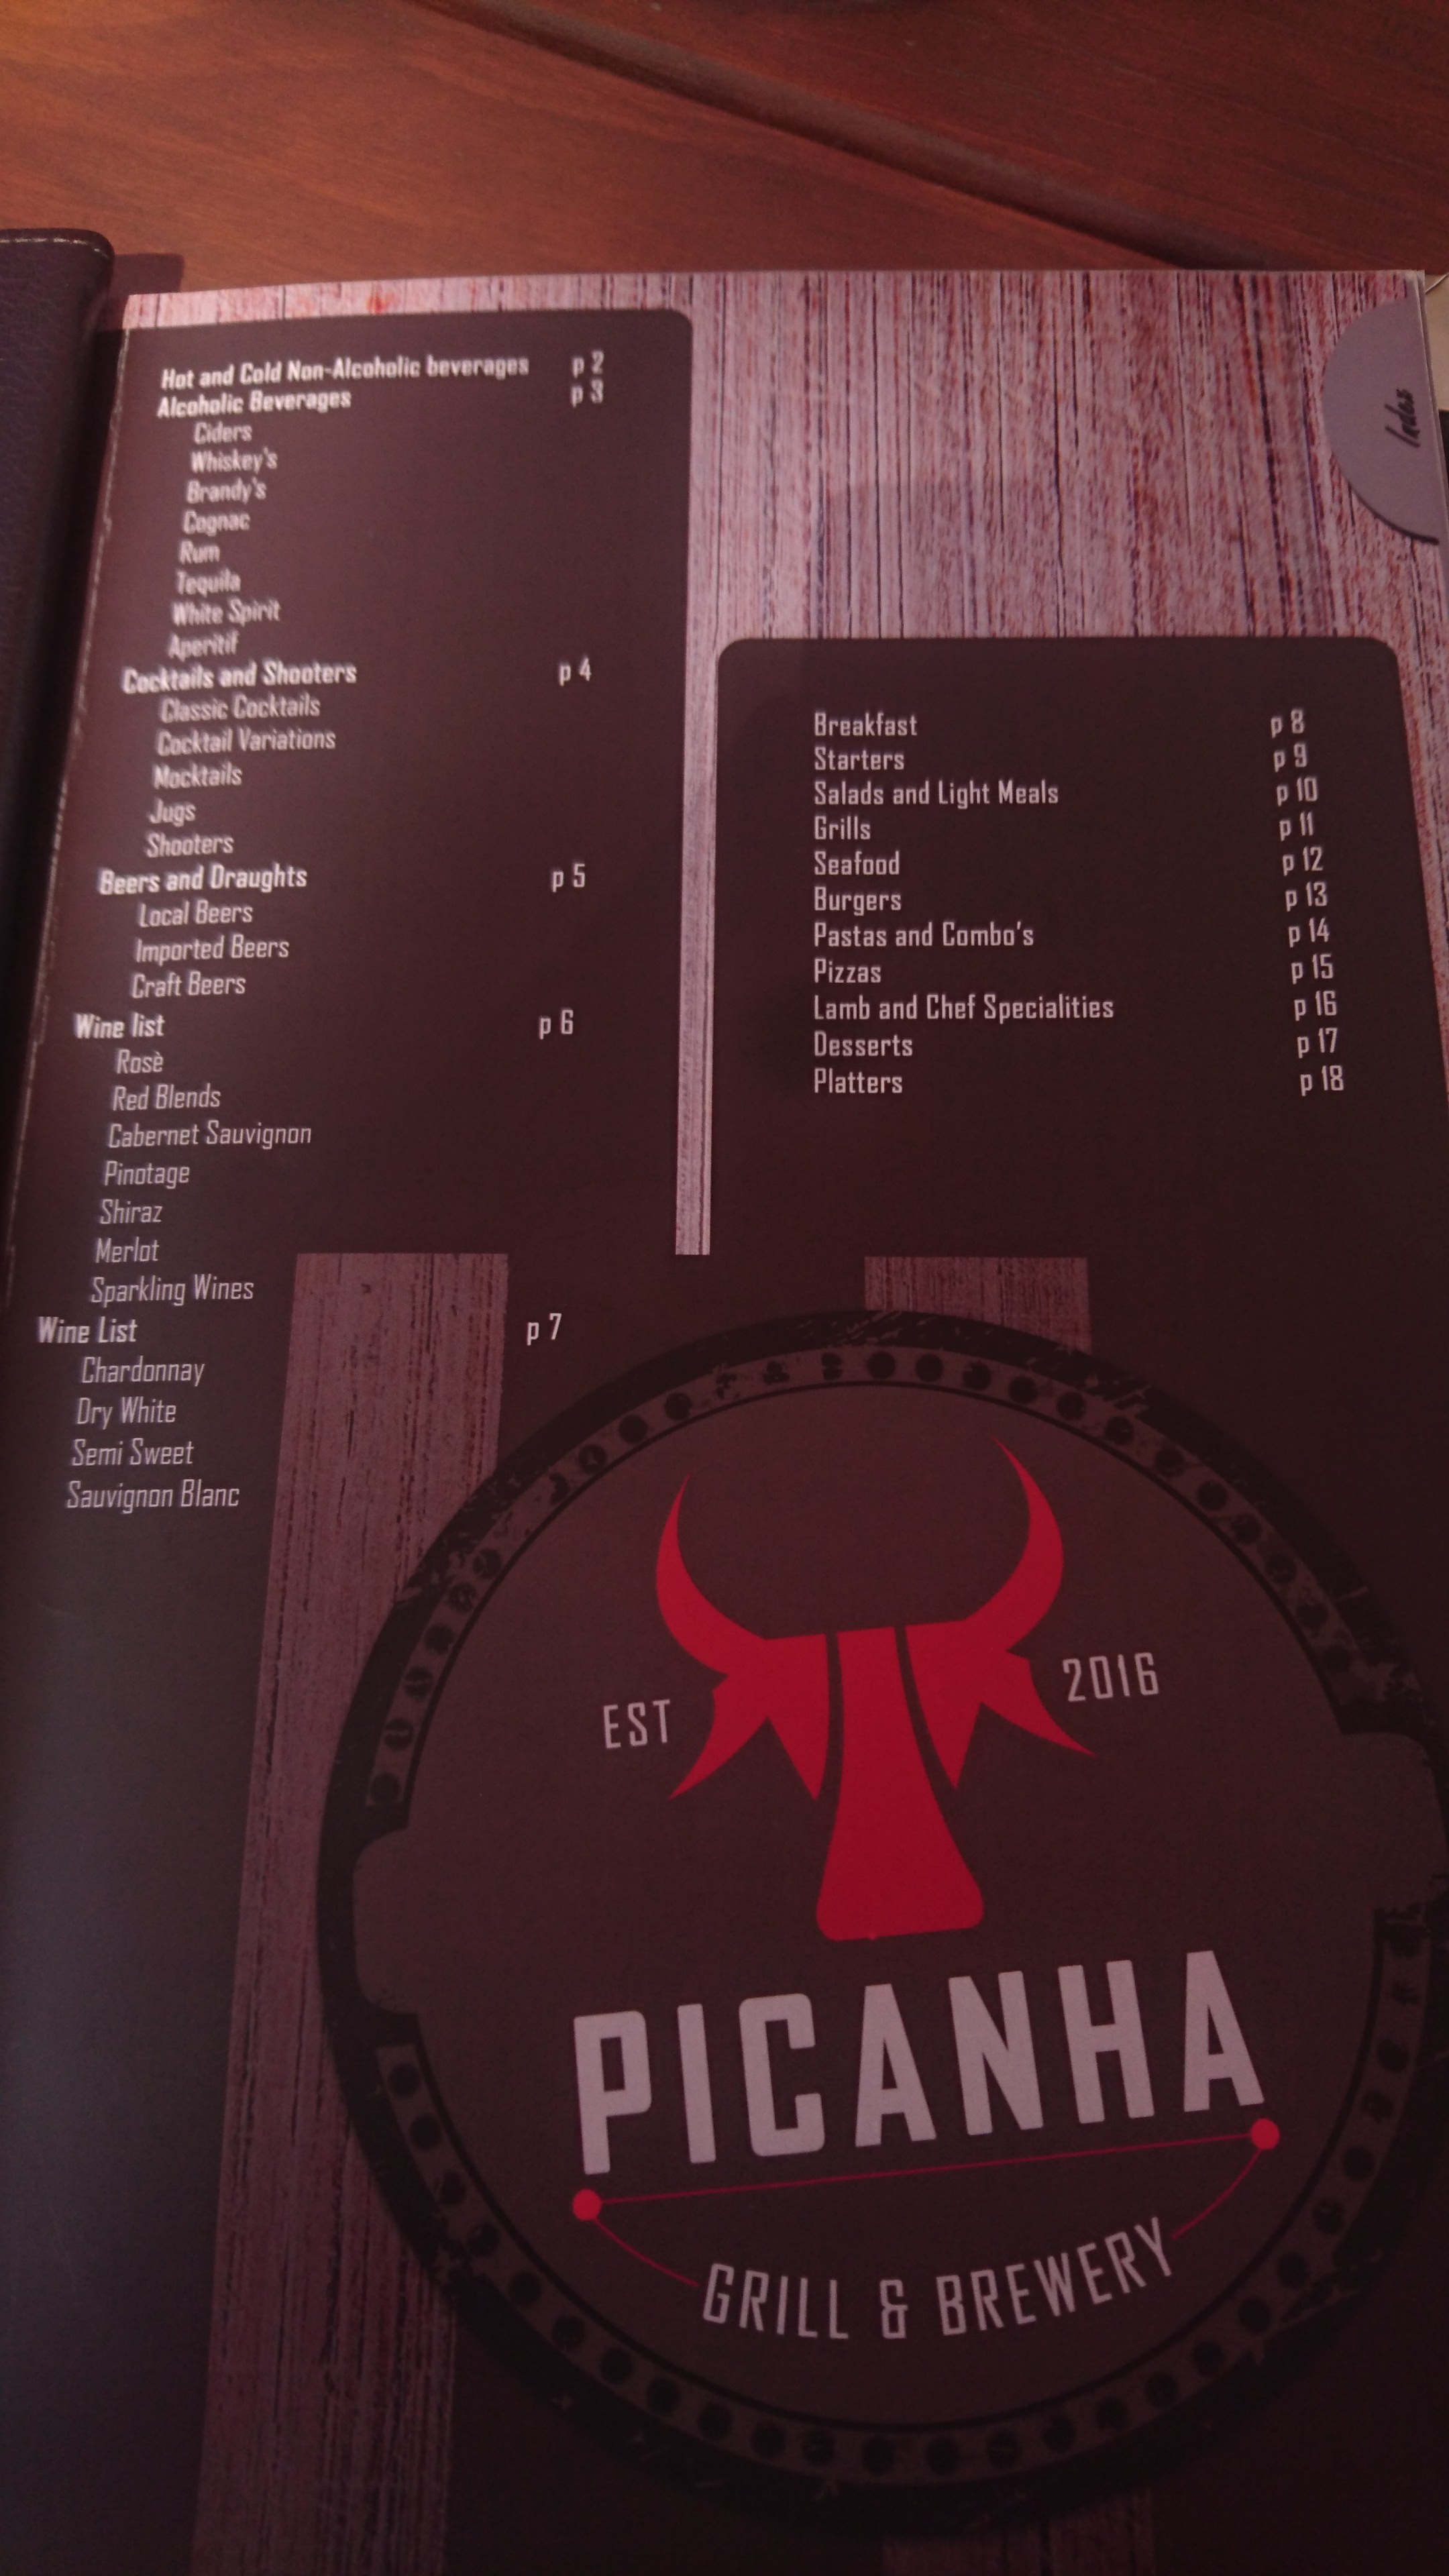 Hot and Cold Non-Alcoholic beverages p 2
Alcoholic Beverages p 3
Ciders
Whiskey's
Brandy's
Cognac
Rum
Tequila
White Spirit
Aperitif
Cocktails and Shooters p 4
Classic Cocktails
Cocktail Variations
Mocktails
Jugs
Shooters
Beers and Draughts p 5
Local Beers
Imported Beers
Craft Beers
Wine list p 6
Rosè
Red Blends
Cabernet Sauvignon
Pinotage
Shiraz
Merlot
Sparkling Wines
Wine List p 7
Chardonnay
Dry White
Semi Sweet
Sauvignon Blanc
Index
Breakfast p 8
Starters p 9
Salads and Light Meals p 10
Grills p 11
Seafood p 12
Burgers p 13
Pastas and Combo's p 14
Pizzas p 15
Lamb and Chef Specialities p 16
Desserts p 17
Platters p 18
EST 2016
PICANHA
GRILL & BREWERY